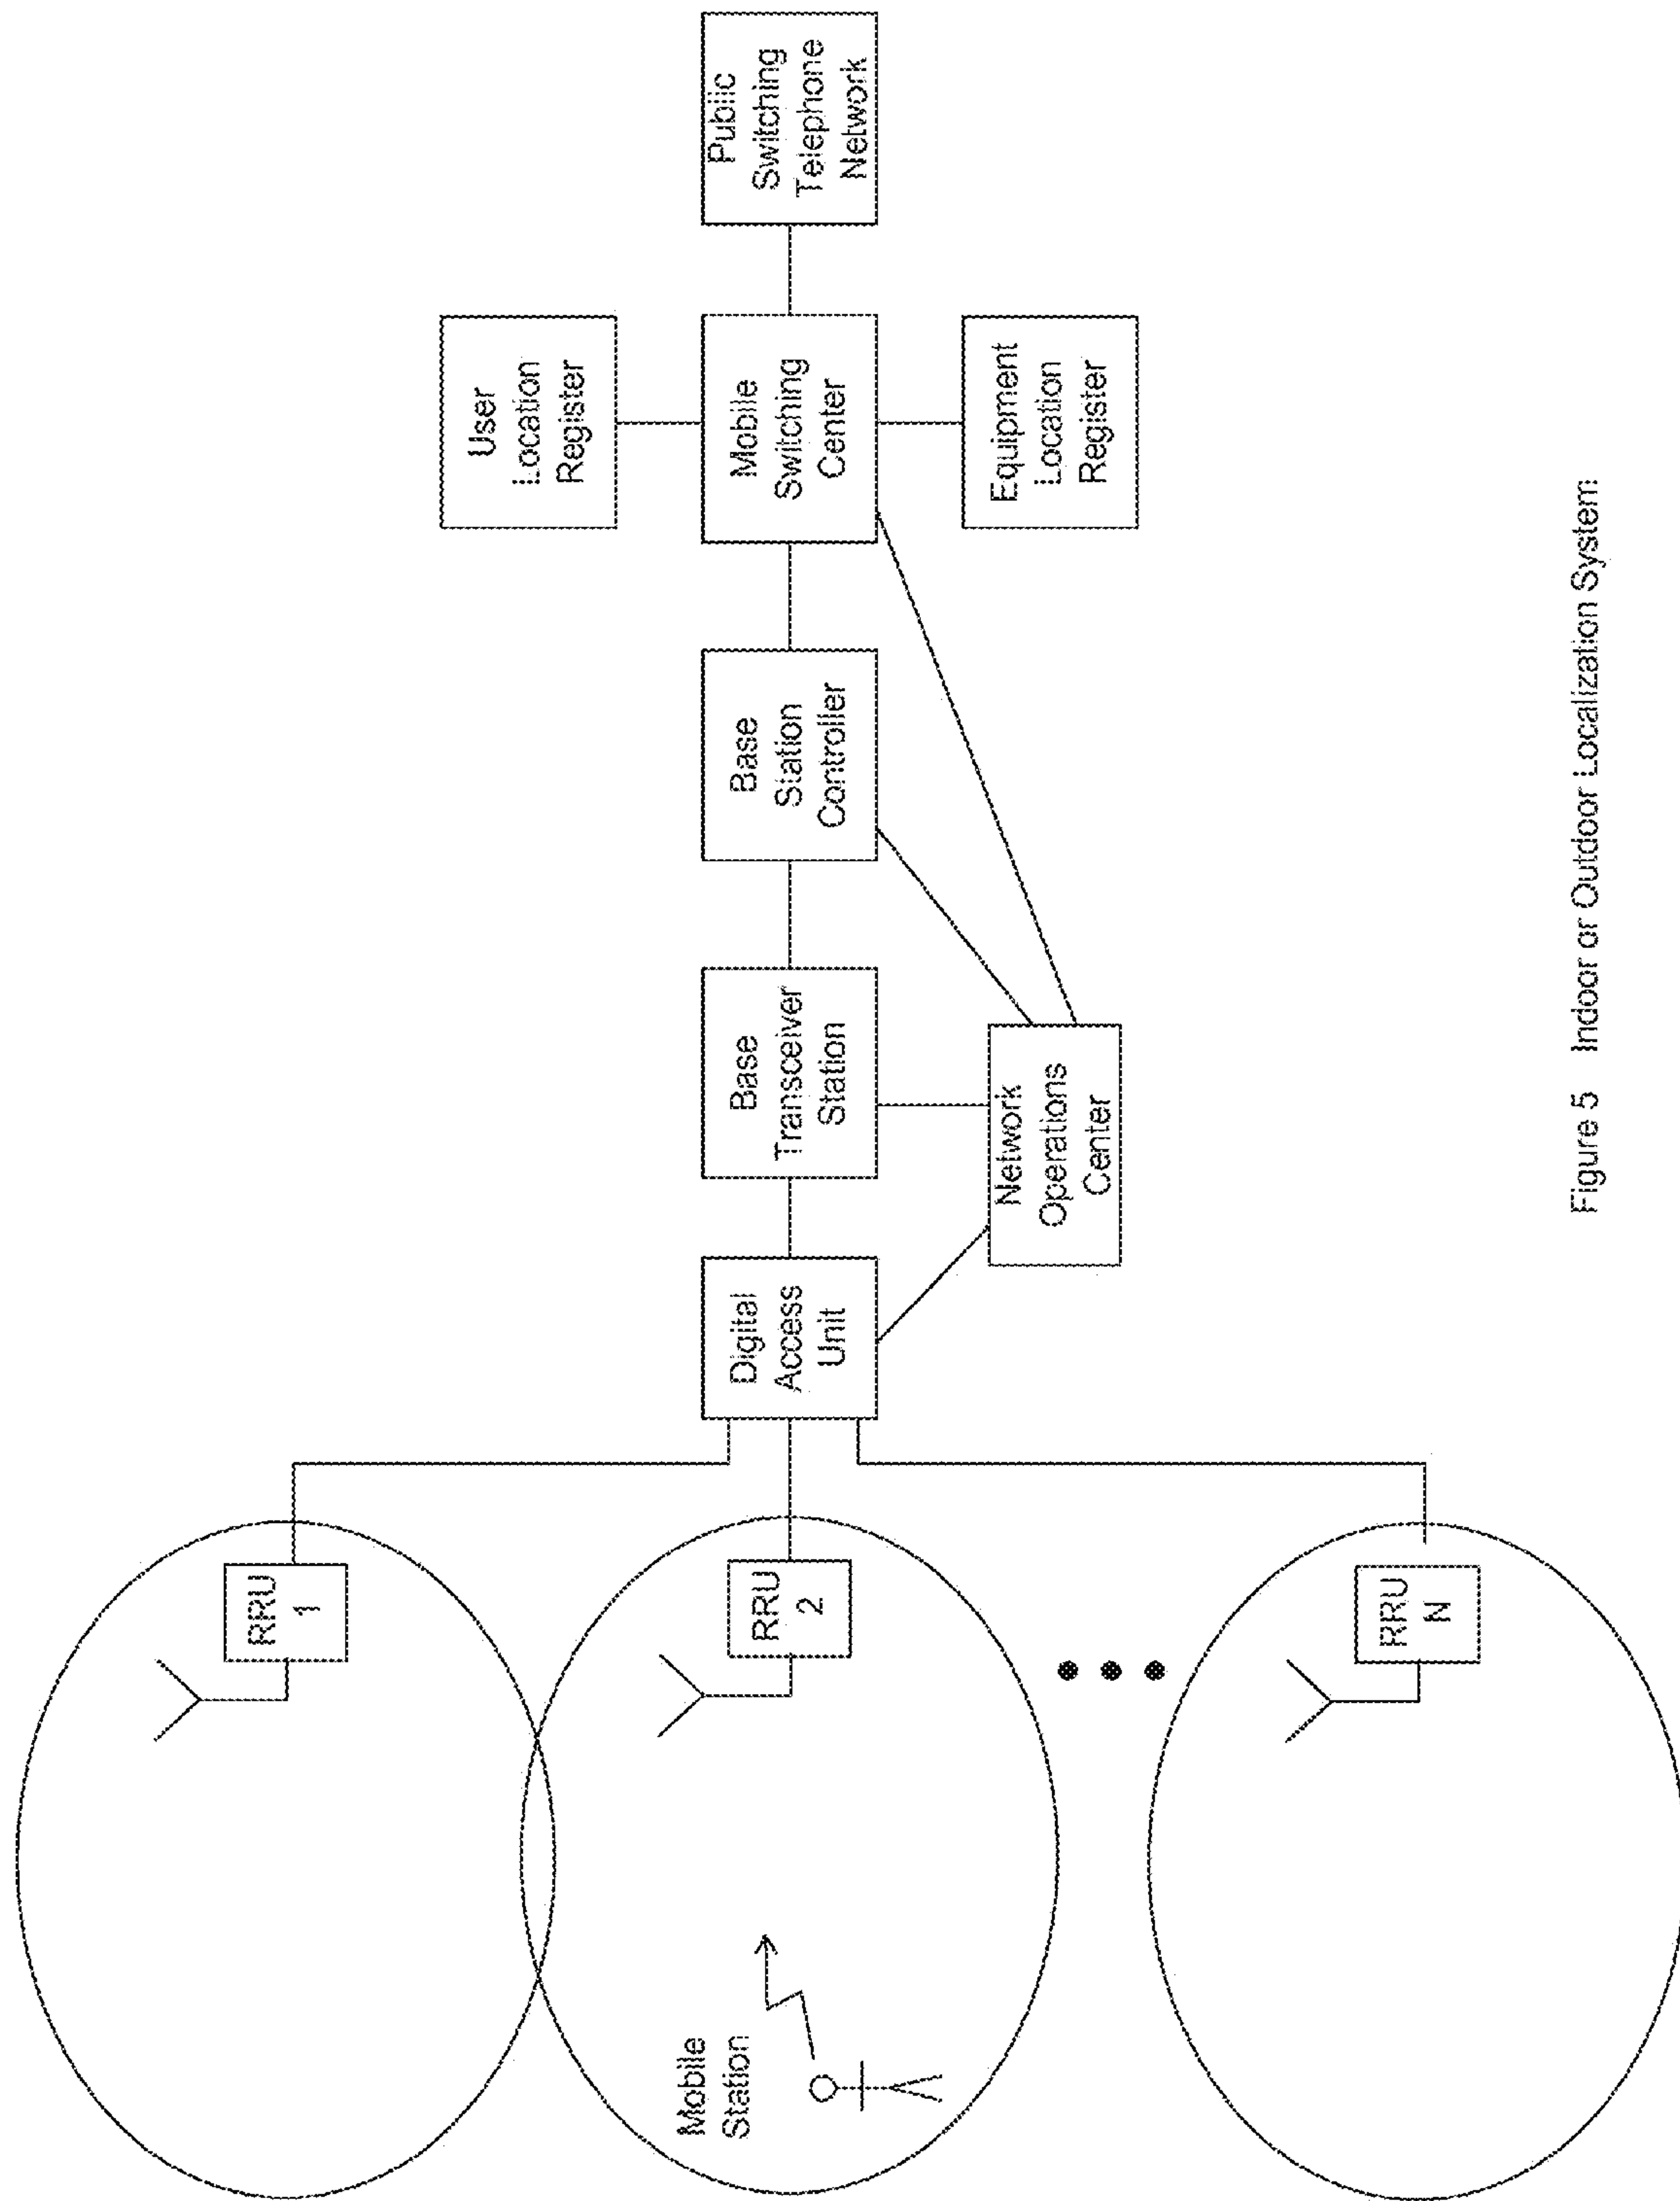 RRU
1
RRU
2
RRU
N
Mobile
Station
Digital
Access
Unit
Base
Transceiver
Station
Base
Station
Controller
Network
Operations
Center
User
Location
Register
Mobile
Switching
Center
Equipment
Location
Register
Public
Switching
Telephone
Network
Figure 5 Indoor or Outdoor Localization System